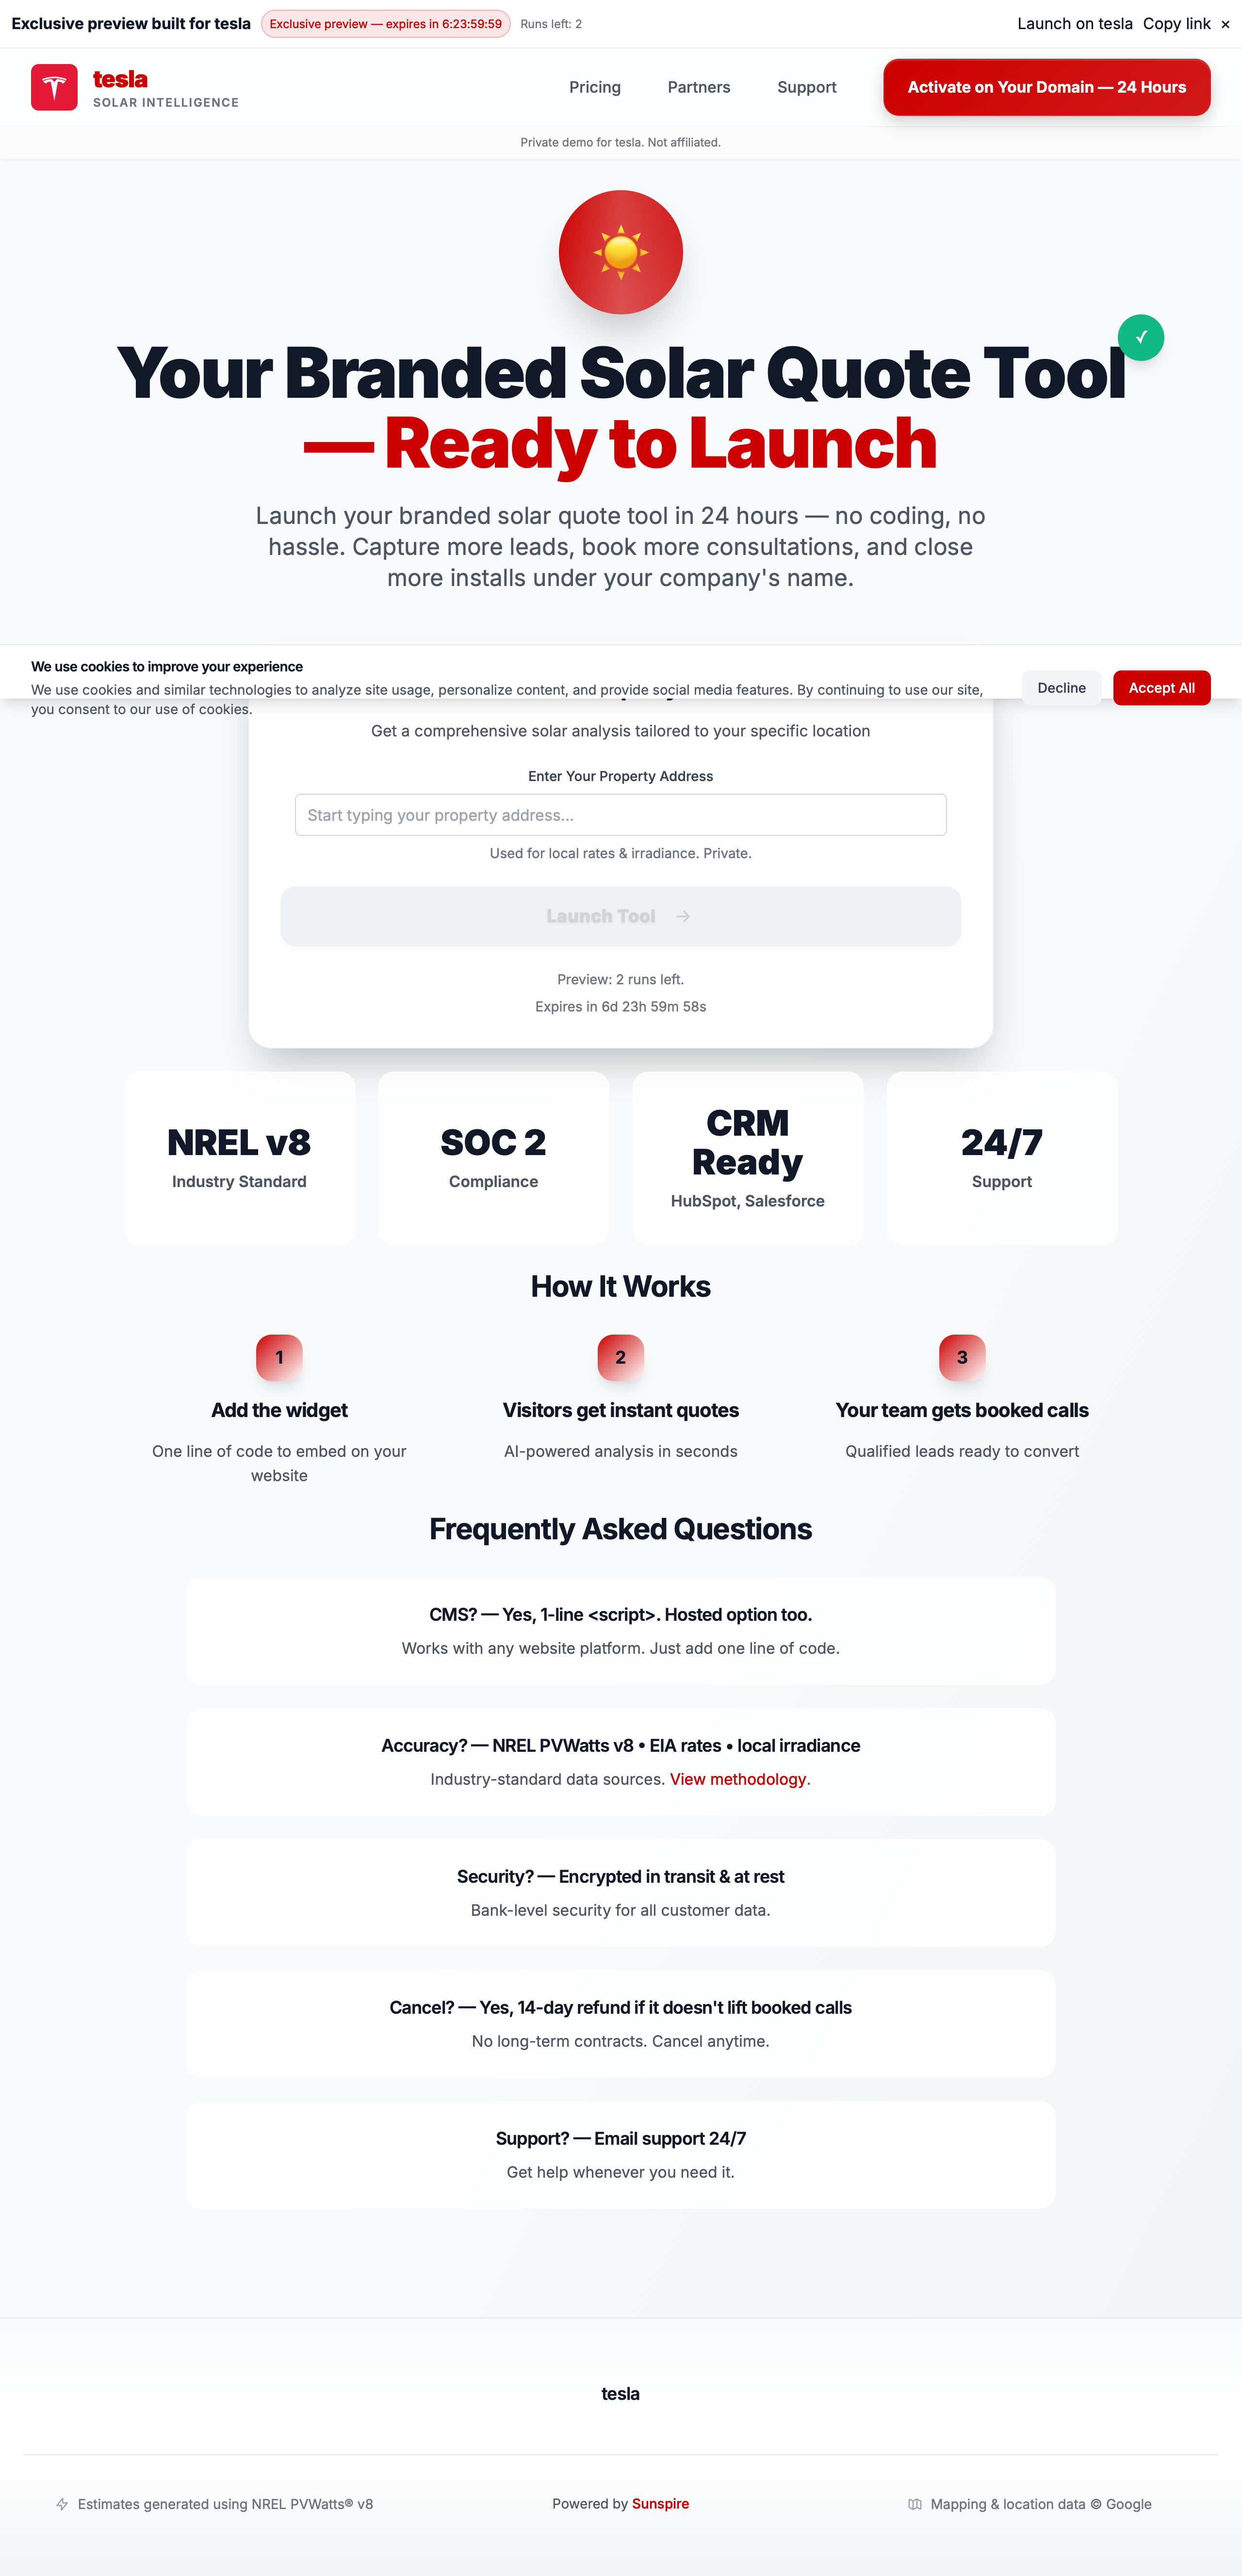 Exclusive preview built for tesla
Exclusive preview — expires in 6:23:59:59
Runs left: 2
Launch on tesla
Copy link
×
tesla
SOLAR INTELLIGENCE
Pricing
Partners
Support
Activate on Your Domain — 24 Hours
Private demo for tesla. Not affiliated.
Your Branded Solar Quote Tool
— Ready to Launch
Launch your branded solar quote tool in 24 hours — no coding, no
hassle. Capture more leads, book more consultations, and close
more installs under your company's name.
We use cookies to improve your experience
We use cookies and similar technologies to analyze site usage, personalize content, and provide social media features. By continuing to use our site,
you consent to our use of cookies.
Decline
Accept All
Get a comprehensive solar analysis tailored to your specific location
Enter Your Property Address
Start typing your property address...
Used for local rates & irradiance. Private.
Launch Tool →
Preview: 2 runs left.
Expires in 6d 23h 59m 58s
NREL v8
Industry Standard
SOC 2
Compliance
CRM
Ready
HubSpot, Salesforce
24/7
Support
How It Works
1
Add the widget
One line of code to embed on your
website
2
Visitors get instant quotes
AI-powered analysis in seconds
3
Your team gets booked calls
Qualified leads ready to convert
Frequently Asked Questions
CMS? — Yes, 1-line <script>. Hosted option too.
Works with any website platform. Just add one line of code.
Accuracy? — NREL PVWatts v8 • EIA rates • local irradiance
Industry-standard data sources. View methodology.
Security? — Encrypted in transit & at rest
Bank-level security for all customer data.
Cancel? — Yes, 14-day refund if it doesn't lift booked calls
No long-term contracts. Cancel anytime.
Support? — Email support 24/7
Get help whenever you need it.
tesla
Estimates generated using NREL PVWatts® v8
Powered by Sunspire
Mapping & location data © Google